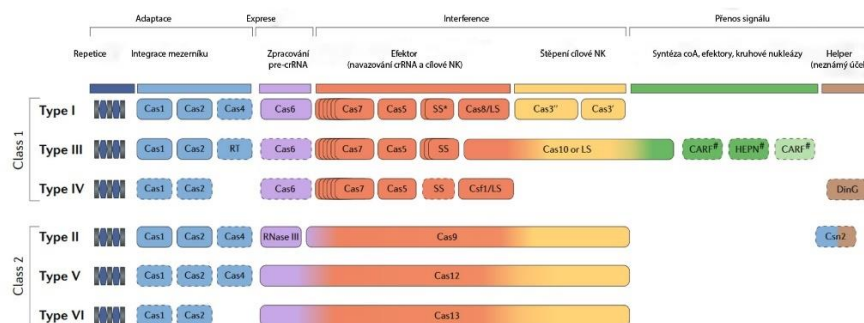 Adaptace Exprese Interference Přenos signálu
Repetice Integrace mezerníku Zpracování pre-crRNA Efektor (navazování crRNA a cílové NK) Štěpení cílové NK Syntéza coA, efektory, kruhové nukleázy Helper (neznámý účel
Class 1
Type I Cas1 Cas2 Cas4 Cas6 Cas7 Cas5 SS* Cas8/LS Cas3'' Cas3'
Type III Cas1 Cas2 RT Cas6 Cas7 Cas5 SS Cas10 or LS CARF# HEPN# CARF#
Type IV Cas1 Cas2 Cas6 Cas7 Cas5 SS Csf1/LS DinG
Class 2
Type II Cas1 Cas2 Cas4 RNase III Cas9 Csn2
Type V Cas1 Cas2 Cas4 Cas12
Type VI Cas1 Cas2 Cas13